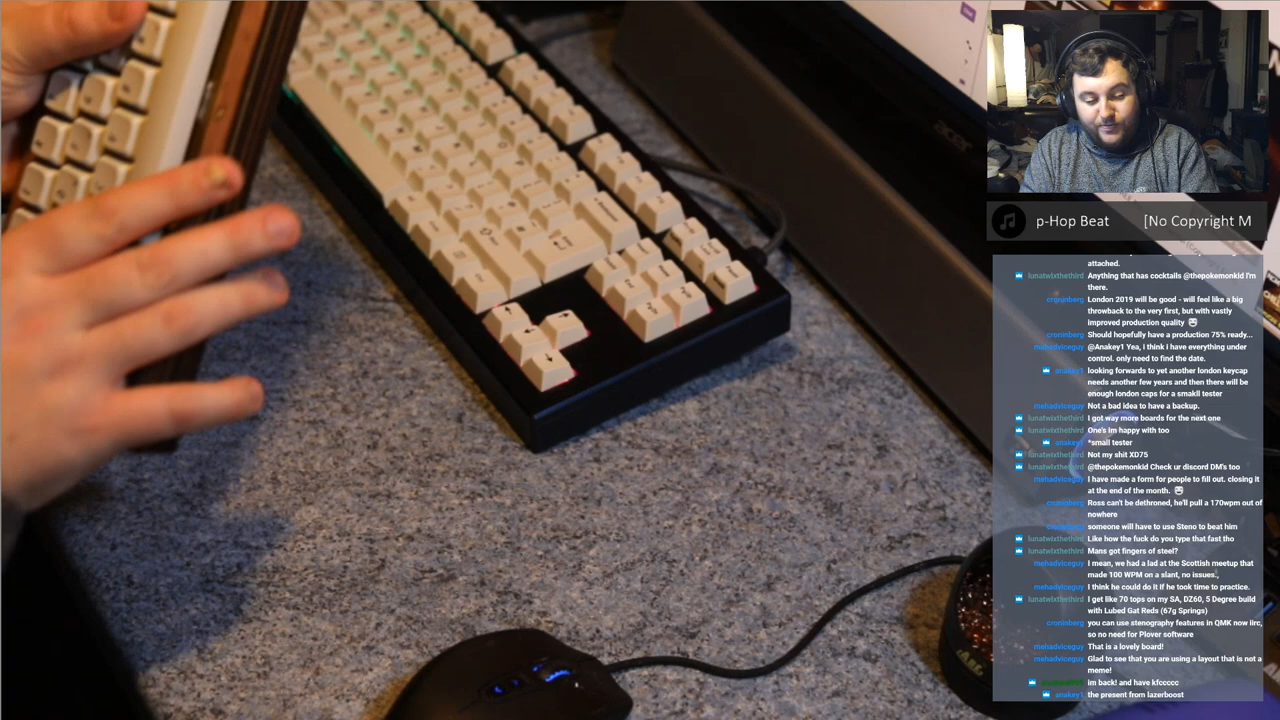 acer
p-Hop Beat [No Copyright M
attached.
lunatwixthethird Anything that has cocktails @thepokemonkid I'm
there.
London 2019 will be good - will feel like a big
throwback to the very first, but with vastly
improved production quality
Should hopefully have a production 75% ready...
mehadviceguy @Anakey1 Yea, i think i have everything under
control. only need to find the date.
anakey1 looking forwards to yet another london keycap
needs another few years and then there will be
enough london caps for a smakll tester
mehadviceguy Not a bad idea to have a backup.
lunatwixthethird I got way more boards for the next one
lunatwixthethird One's im happy with too
anakey1 *small tester
lunatwixthethird Not my shit XD75
lunatwixthethird @thepokemonkid Check ur discord DM's too
mehadviceguy I have made a form for people to fill out. closing it
at the end of the month.
Ross can't be dethroned, he'll pull a 170wpm out of
nowhere
someone will have to use Steno to beat him
lunatwixthethird Like how the fuck do you type that fast tho
lunatwixthethird Mans got fingers of steel?
mehadviceguy I mean, we had a lad at the Scottish meetup that
made 100 WPM on a slant, no issues.,
mehadviceguy I think he could do it if he took time to practice.
lunatwixthethird I get like 70 tops on my SA, DZ60, 5 Degree build
with Lubed Gat Reds (67g Springs)
you can use stenography features in QMK now iirc,
so no need for Plover software
mehadviceguy That is a lovely board!
mehadviceguy Glad to see that you are using a layout that is not a
meme!
im back! and have kfccccc
anakey1 the present from lazerboost